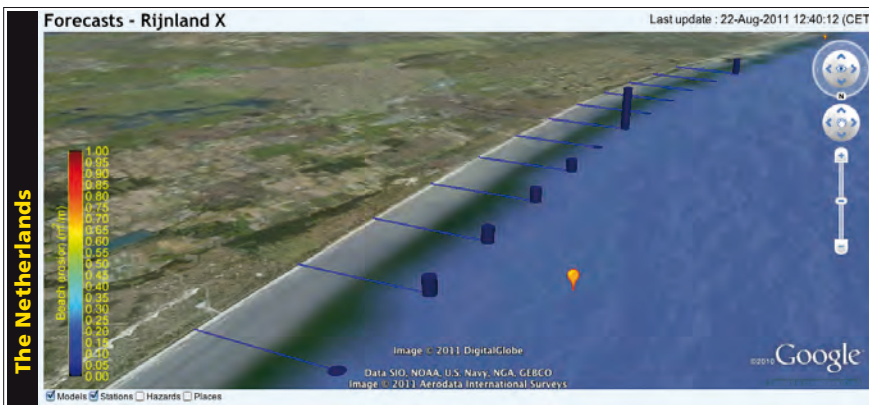 Forecasts - Rijnland X
Last update : 22-Aug-2011 12:40:12 (CET
The Netherlands
Beach erosion (m³/m)
1.00
0.95
0.90
0.85
0.80
0.75
0.70
0.65
0.60
0.55
0.50
0.45
0.40
0.35
0.30
0.25
0.20
0.15
0.10
0.05
0.00
N
Image © 2011 DigitalGlobe
Data SIO, NOAA, U.S. Navy, NGA, GEBCO
Image © 2011 Aerodata International Surveys
©2010 Google
Models Stations Hazards Places